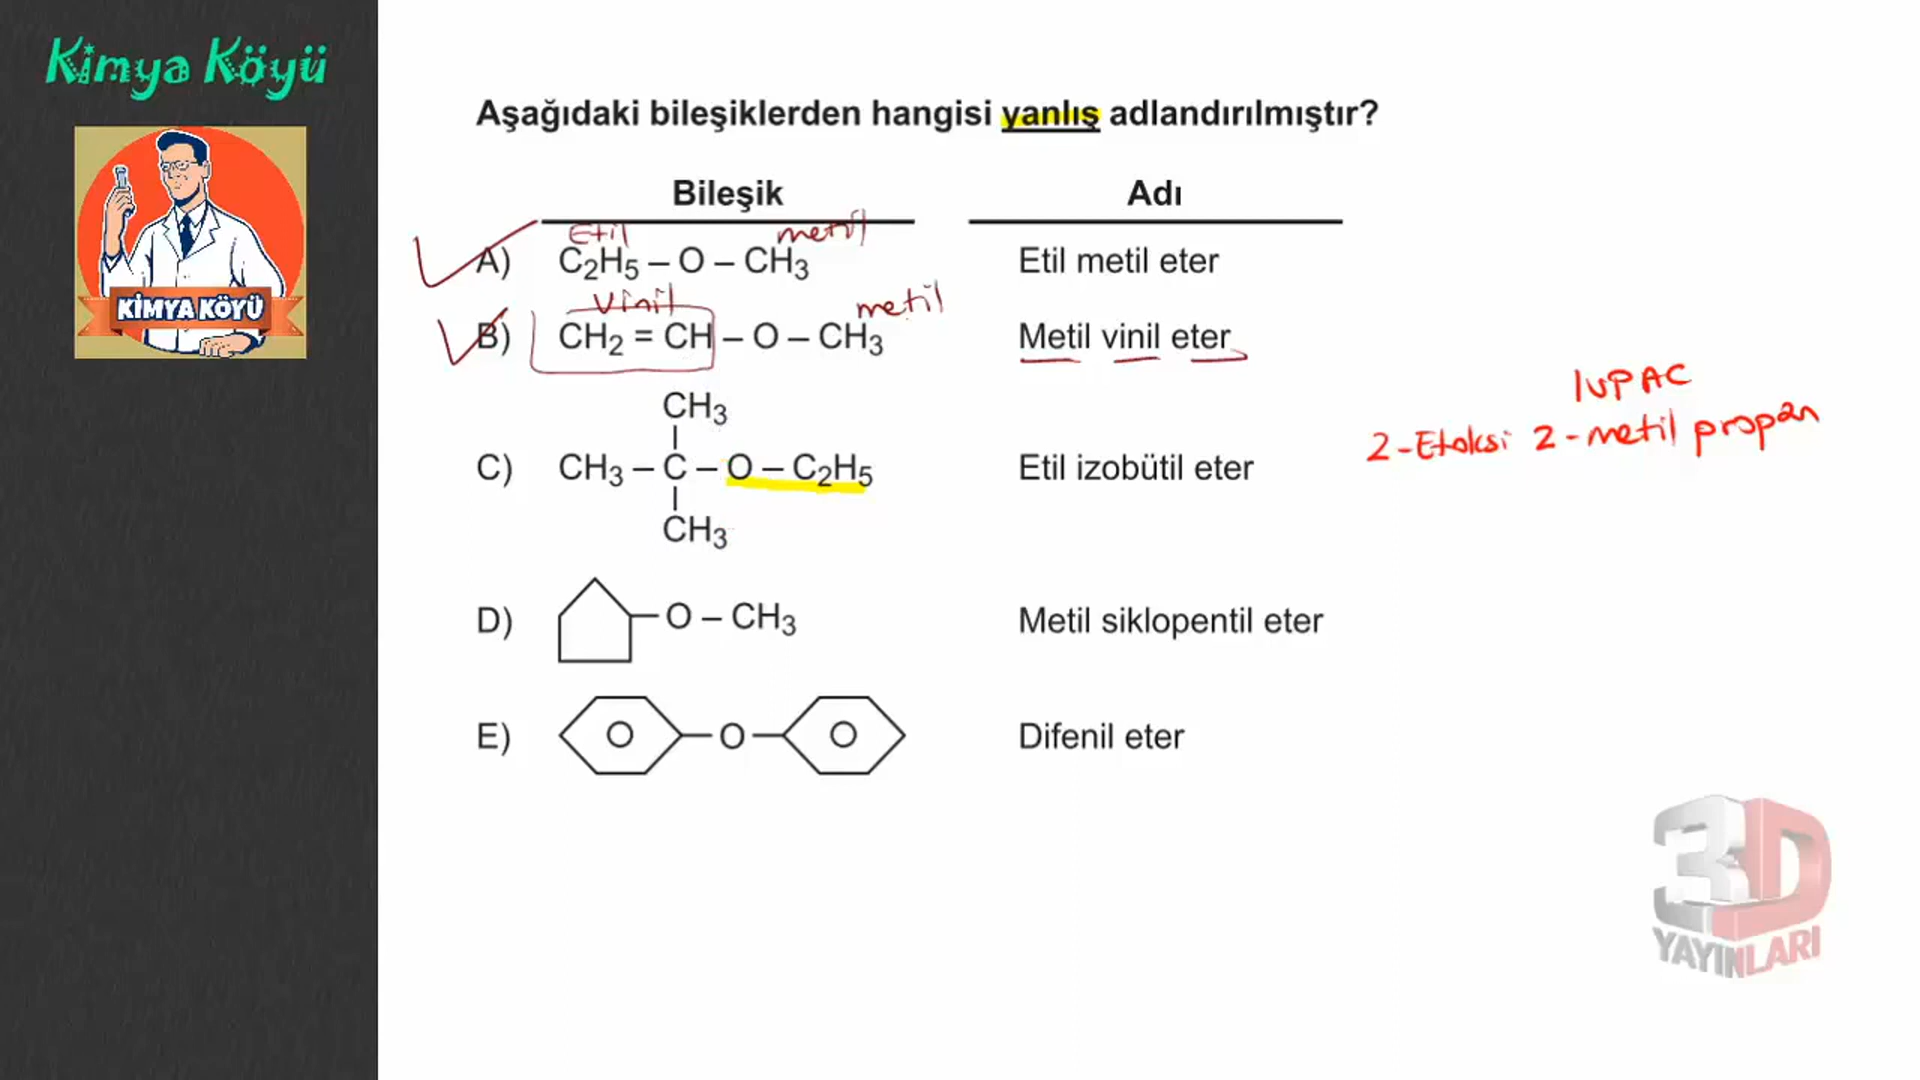 Kimya Köyü
KİMYA KÖYÜ
Aşağıdaki bileşiklerden hangisi yanlış adlandırılmıştır?
Bileşik Adı
Etil metil
A) C₂H₅ – O – CH₃ Etil metil eter
Vinil metil
B) CH₂ = CH – O – CH₃ Metil vinil eter
IUPAC
2-Etoksi 2-metil propan
CH₃
C) CH₃ – C – O – C₂H₅ Etil izobütil eter
CH₃
D) O – CH₃ Metil siklopentil eter
E) O Difenil eter
3D
YAYINLARI